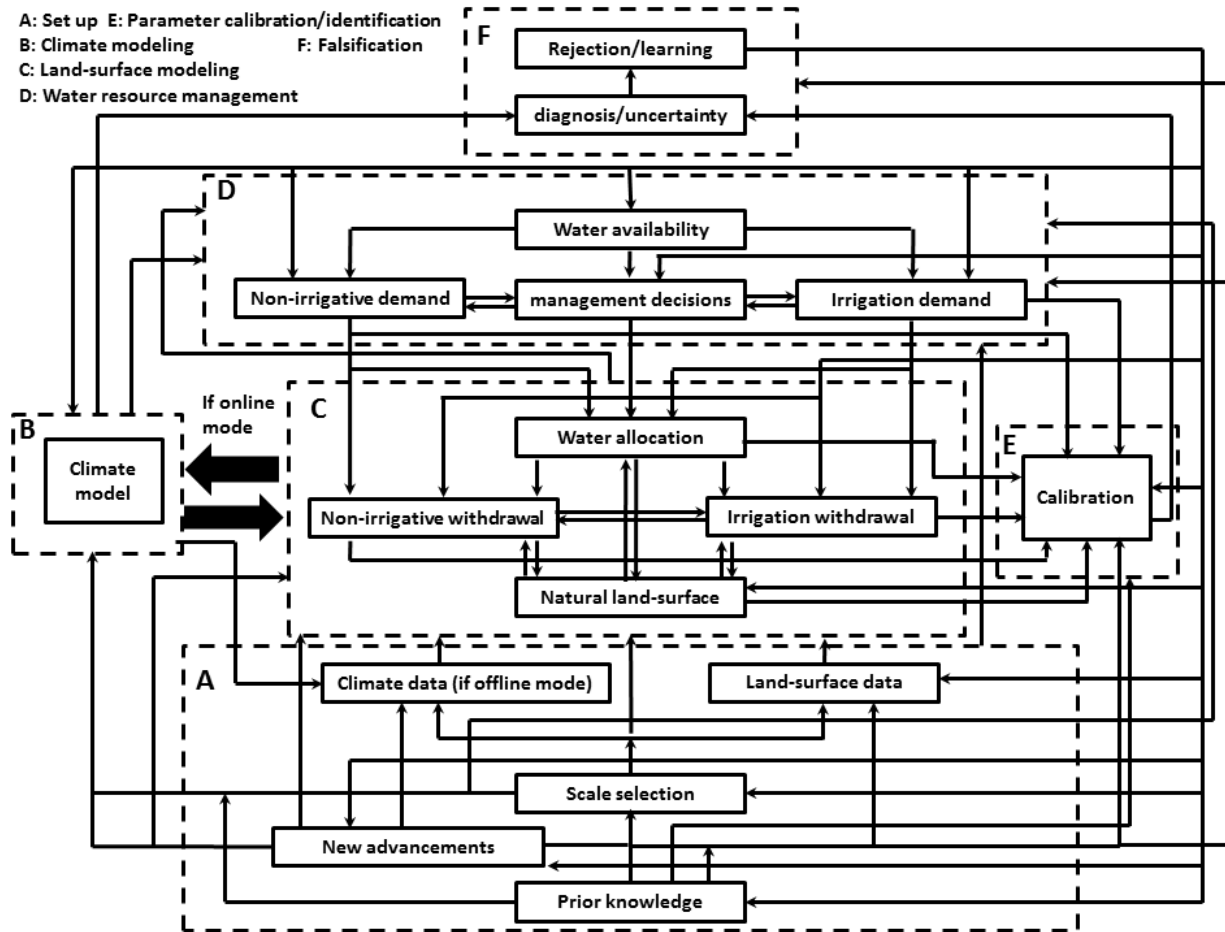 A: Set up E: Parameter calibration/identification
B: Climate modeling F: Falsification
C: Land-surface modeling
D: Water resource management
F
Rejection/learning
diagnosis/uncertainty
D
Water availability
Non-irrigative demand
management decisions
Irrigation demand
B
If online
mode
Climate
model
C
Water allocation
Non-irrigative withdrawal
Irrigation withdrawal
Natural land-surface
E
Calibration
A
Climate data (if offline mode)
Land-surface data
Scale selection
New advancements
Prior knowledge